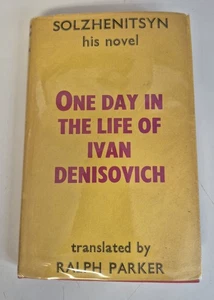 SOLZHENITSYN
his novel
ONE DAY IN
THE LIFE OF
IVAN
DENISOVICH
translated by
RALPH PARKER